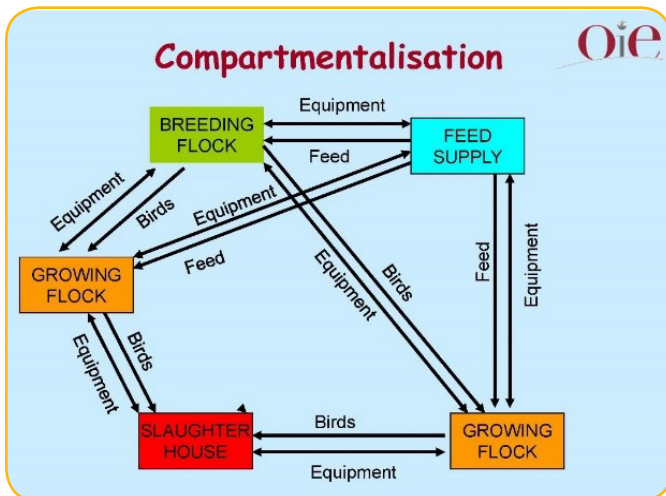 Compartmentalisation
Oie
Equipment
BREEDING
FLOCK
FEED
SUPPLY
Feed
Equipment
Birds
Equipment
Feed
GROWING
FLOCK
Equipment
Birds
Feed
Equipment
Equipment
Birds
SLAUGHTER
HOUSE
Birds
Equipment
GROWING
FLOCK